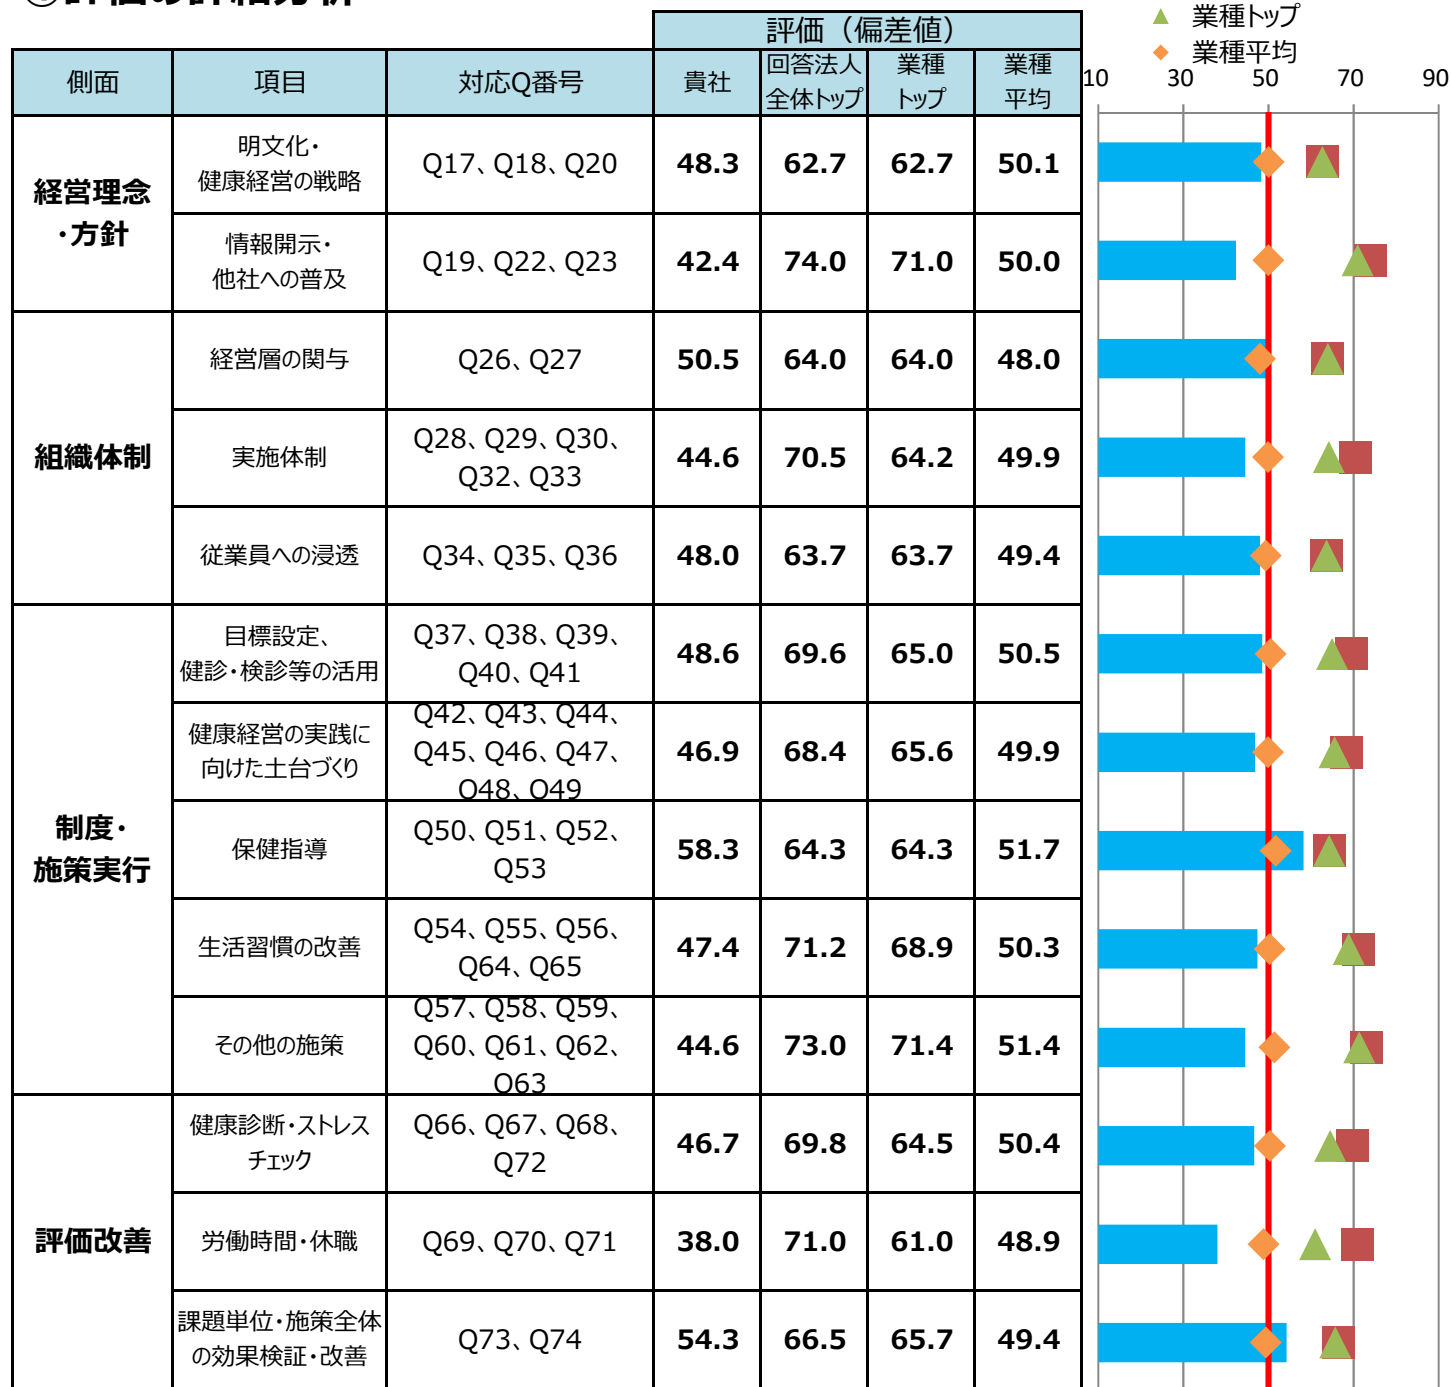 ①評価の詳細分析
▲ 業種トップ
◆ 業種平均
評価（偏差値）
側面 項目 対応Q番号 貴社 回答法人全体トップ 業種トップ 業種平均
10 30 50 70 90
経営理念・方針
明文化・健康経営の戦略 Q17、Q18、Q20 48.3 62.7 62.7 50.1
情報開示・他社への普及 Q19、Q22、Q23 42.4 74.0 71.0 50.0
組織体制
経営層の関与 Q26、Q27 50.5 64.0 64.0 48.0
実施体制 Q28、Q29、Q30、Q32、Q33 44.6 70.5 64.2 49.9
従業員への浸透 Q34、Q35、Q36 48.0 63.7 63.7 49.4
制度・施策実行
目標設定、健診・検診等の活用 Q37、Q38、Q39、Q40、Q41 48.6 69.6 65.0 50.5
健康経営の実践に向けた土台づくり Q42、Q43、Q44、Q45、Q46、Q47、Q48、Q49 46.9 68.4 65.6 49.9
保健指導 Q50、Q51、Q52、Q53 58.3 64.3 64.3 51.7
生活習慣の改善 Q54、Q55、Q56、Q64、Q65 47.4 71.2 68.9 50.3
その他の施策 Q57、Q58、Q59、Q60、Q61、Q62、Q63 44.6 73.0 71.4 51.4
評価改善
健康診断・ストレスチェック Q66、Q67、Q68、Q72 46.7 69.8 64.5 50.4
労働時間・休職 Q69、Q70、Q71 38.0 71.0 61.0 48.9
課題単位・施策全体の効果検証・改善 Q73、Q74 54.3 66.5 65.7 49.4